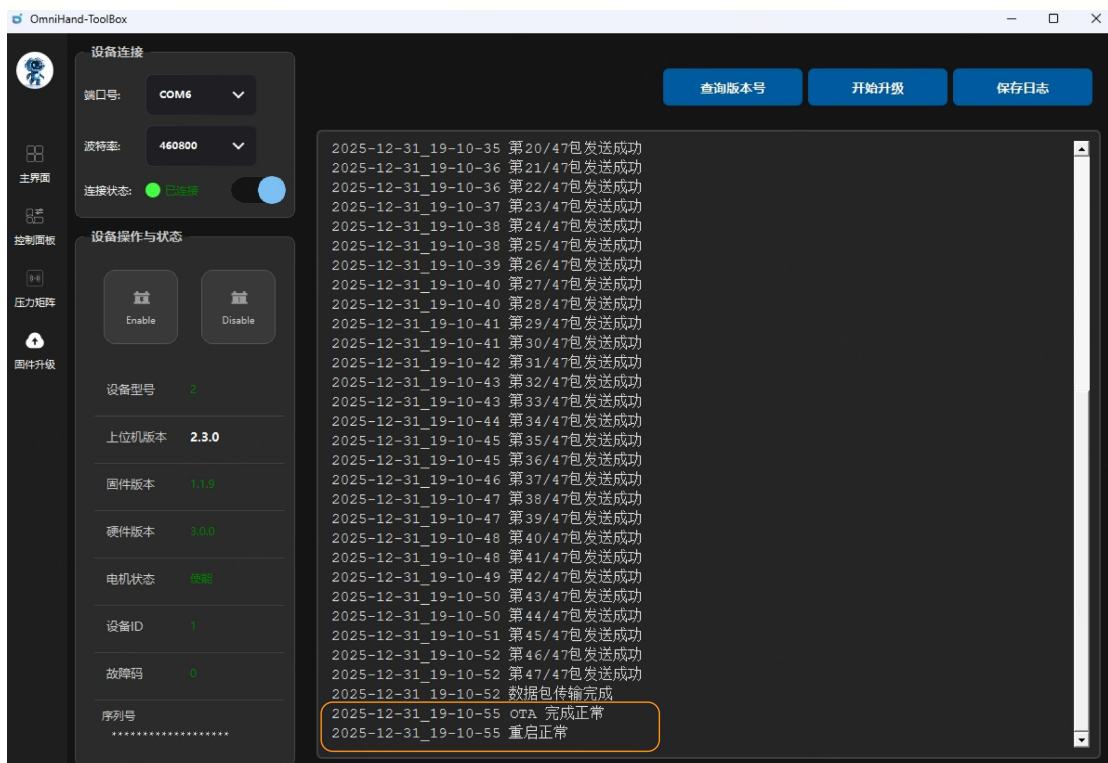 OmniHand-ToolBox
设备连接
端口号: COM6
波特率: 460800
连接状态: 已连接
主界面
控制面板
压力矩阵
固件升级
设备操作与状态
Enable Disable
设备型号 2
上位机版本 2.3.0
固件版本 1.1.9
硬件版本 3.0.0
电机状态 使能
设备ID 1
故障码 0
序列号
*******************
查询版本号 开始升级 保存日志
2025-12-31_19-10-35 第20/47包发送成功
2025-12-31_19-10-36 第21/47包发送成功
2025-12-31_19-10-36 第22/47包发送成功
2025-12-31_19-10-37 第23/47包发送成功
2025-12-31_19-10-38 第24/47包发送成功
2025-12-31_19-10-38 第25/47包发送成功
2025-12-31_19-10-39 第26/47包发送成功
2025-12-31_19-10-40 第27/47包发送成功
2025-12-31_19-10-40 第28/47包发送成功
2025-12-31_19-10-41 第29/47包发送成功
2025-12-31_19-10-41 第30/47包发送成功
2025-12-31_19-10-42 第31/47包发送成功
2025-12-31_19-10-43 第32/47包发送成功
2025-12-31_19-10-43 第33/47包发送成功
2025-12-31_19-10-44 第34/47包发送成功
2025-12-31_19-10-45 第35/47包发送成功
2025-12-31_19-10-45 第36/47包发送成功
2025-12-31_19-10-46 第37/47包发送成功
2025-12-31_19-10-47 第38/47包发送成功
2025-12-31_19-10-47 第39/47包发送成功
2025-12-31_19-10-48 第40/47包发送成功
2025-12-31_19-10-48 第41/47包发送成功
2025-12-31_19-10-49 第42/47包发送成功
2025-12-31_19-10-50 第43/47包发送成功
2025-12-31_19-10-50 第44/47包发送成功
2025-12-31_19-10-51 第45/47包发送成功
2025-12-31_19-10-52 第46/47包发送成功
2025-12-31_19-10-52 第47/47包发送成功
2025-12-31_19-10-52 数据包传输完成
2025-12-31_19-10-55 OTA 完成正常
2025-12-31_19-10-55 重启正常